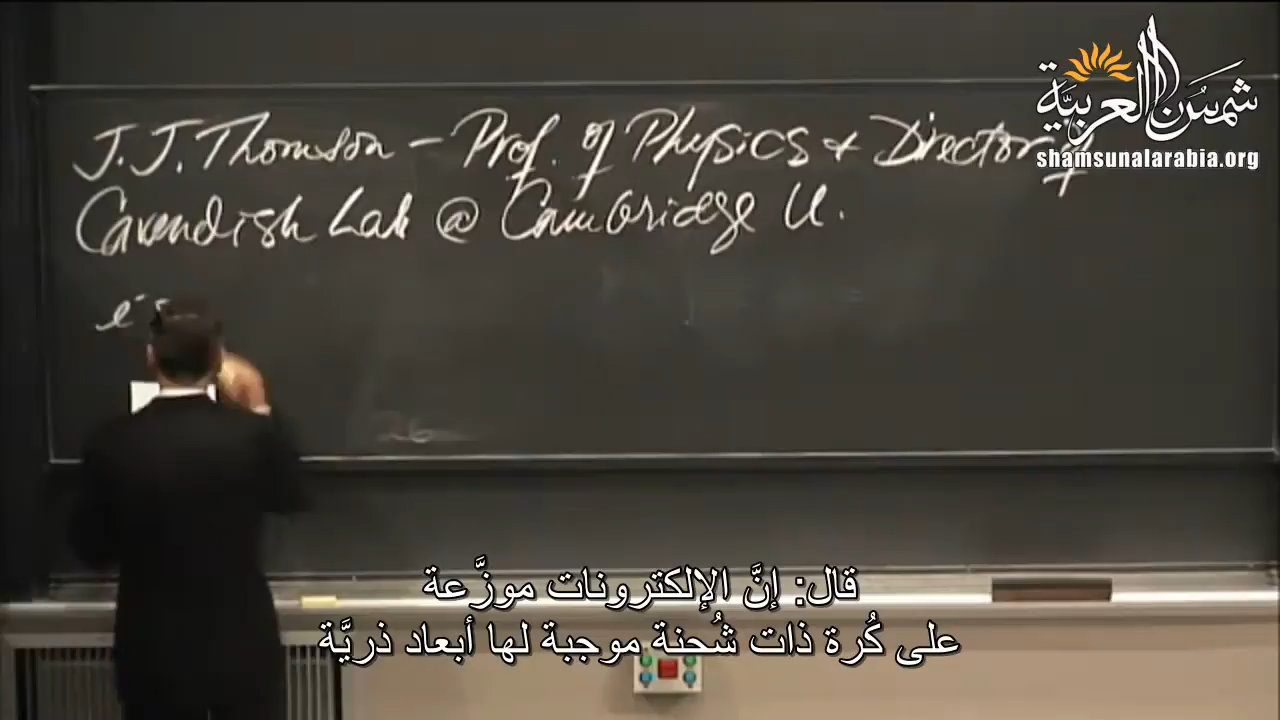 شمسُ العربيّة
shamsunalarabia.org
J. J. Thomson – Prof. of Physics & Director of
Cavendish Lab @ Cambridge U.
e⁻s
قال: إنَّ الإلكترونات موزَّعة
على كُرة ذات شُحنة موجبة لها أبعاد ذريَّة